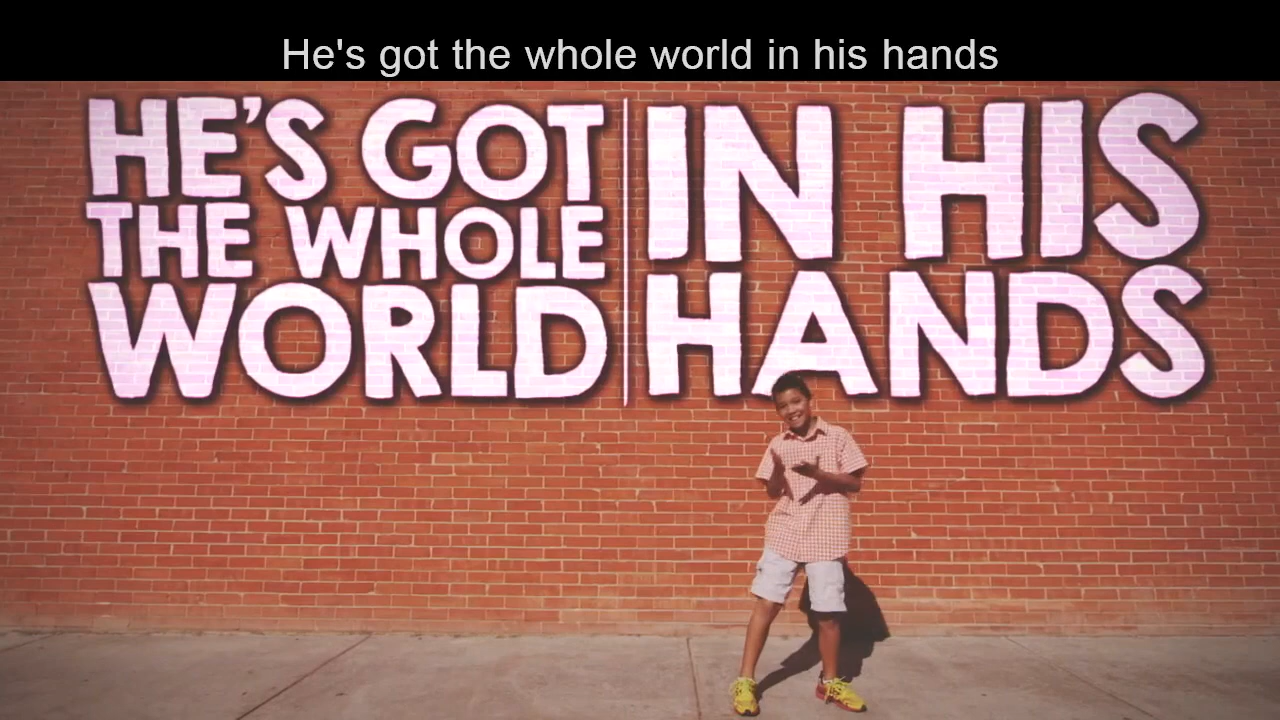 He's got the whole world in his hands
HE'S GOT
THE WHOLE
WORLD
IN HIS
HANDS